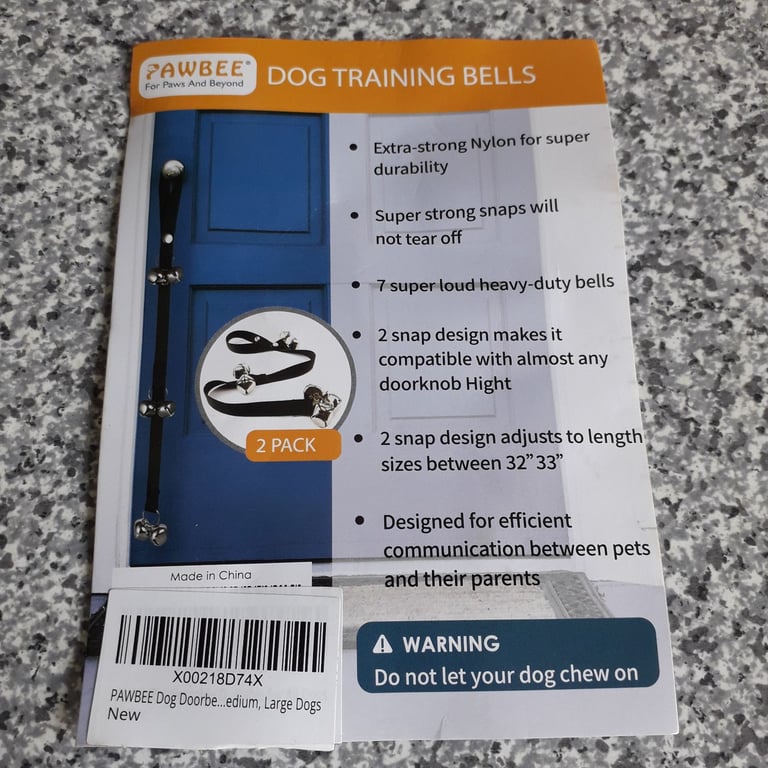 PAWBEE®
For Paws And Beyond
DOG TRAINING BELLS
• Extra-strong Nylon for super
durability
• Super strong snaps will
not tear off
• 7 super loud heavy-duty bells
• 2 snap design makes it
compatible with almost any
doorknob Hight
• 2 snap design adjusts to length
sizes between 32” 33”
• Designed for efficient
communication between pets
and their parents
2 PACK
WARNING
Do not let your dog chew on
Made in China
X00218D74X
PAWBEE Dog Doorbe...edium, Large Dogs
New